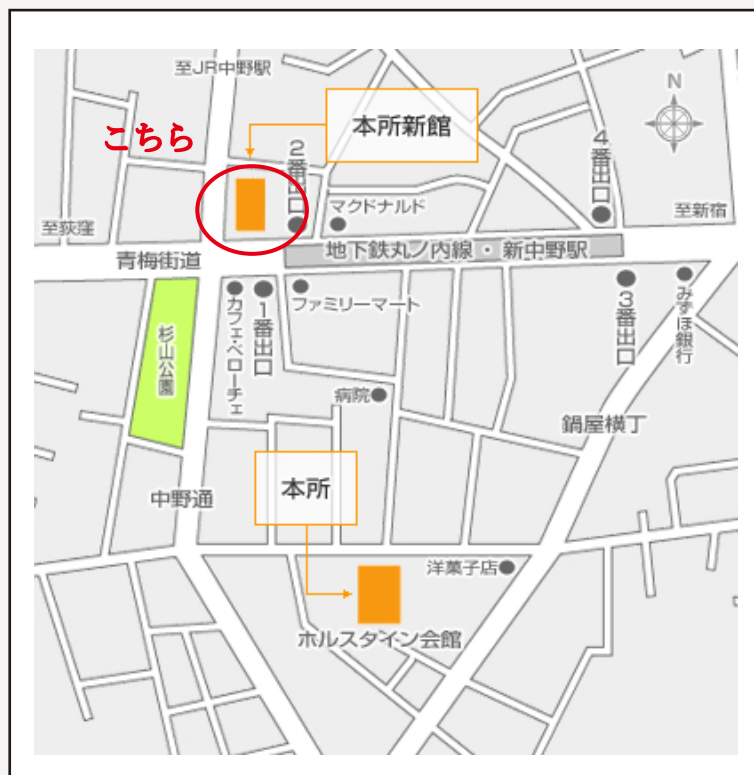 至JR中野駅
N
こちら
本所新館
2番出口
4番出口
マクドナルド
至新宿
至荻窪
青梅街道
地下鉄丸ノ内線・新中野駅
カフェ・ベローチェ
1番出口
ファミリーマート
3番出口
みずほ銀行
杉山公園
病院
鍋屋横丁
本所
中野通
洋菓子店
ホルスタイン会館